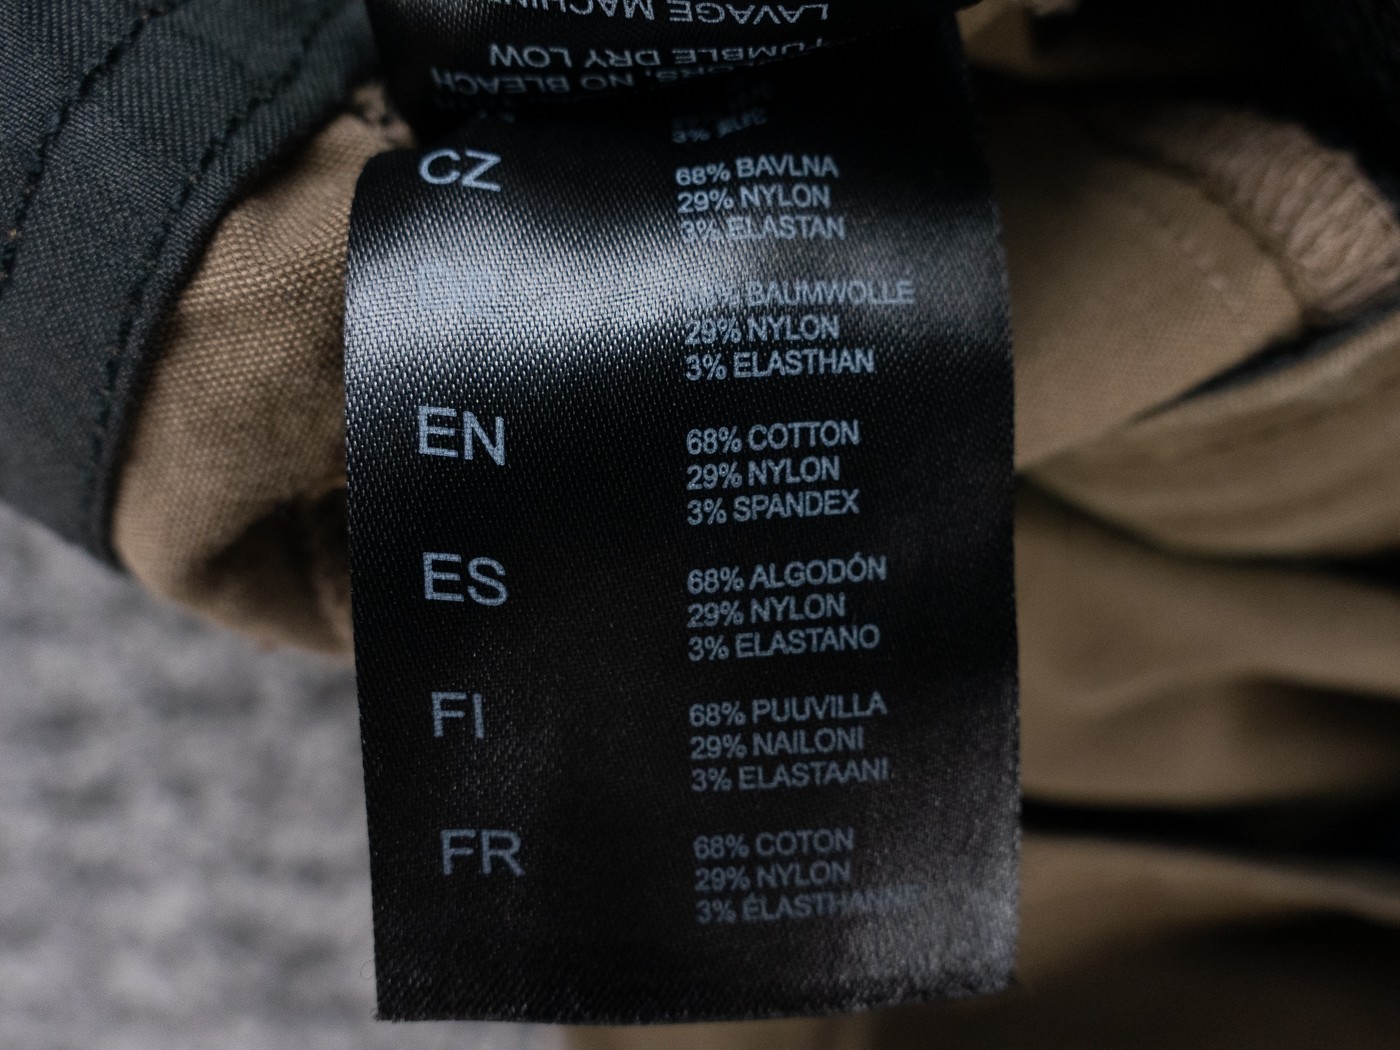 LAVAGE
TUMBLE DRY LOW
NO BLEACH
CZ
68% BAVLNA
29% NYLON
3% ELASTAN
BAUMWOLLE
29% NYLON
3% ELASTHAN
EN
68% COTTON
29% NYLON
3% SPANDEX
ES
68% ALGODÓN
29% NYLON
3% ELASTANO
FI
68% PUUVILLA
29% NAILONI
3% ELASTAANI
FR
68% COTON
29% NYLON
3% ÉLASTHANNE